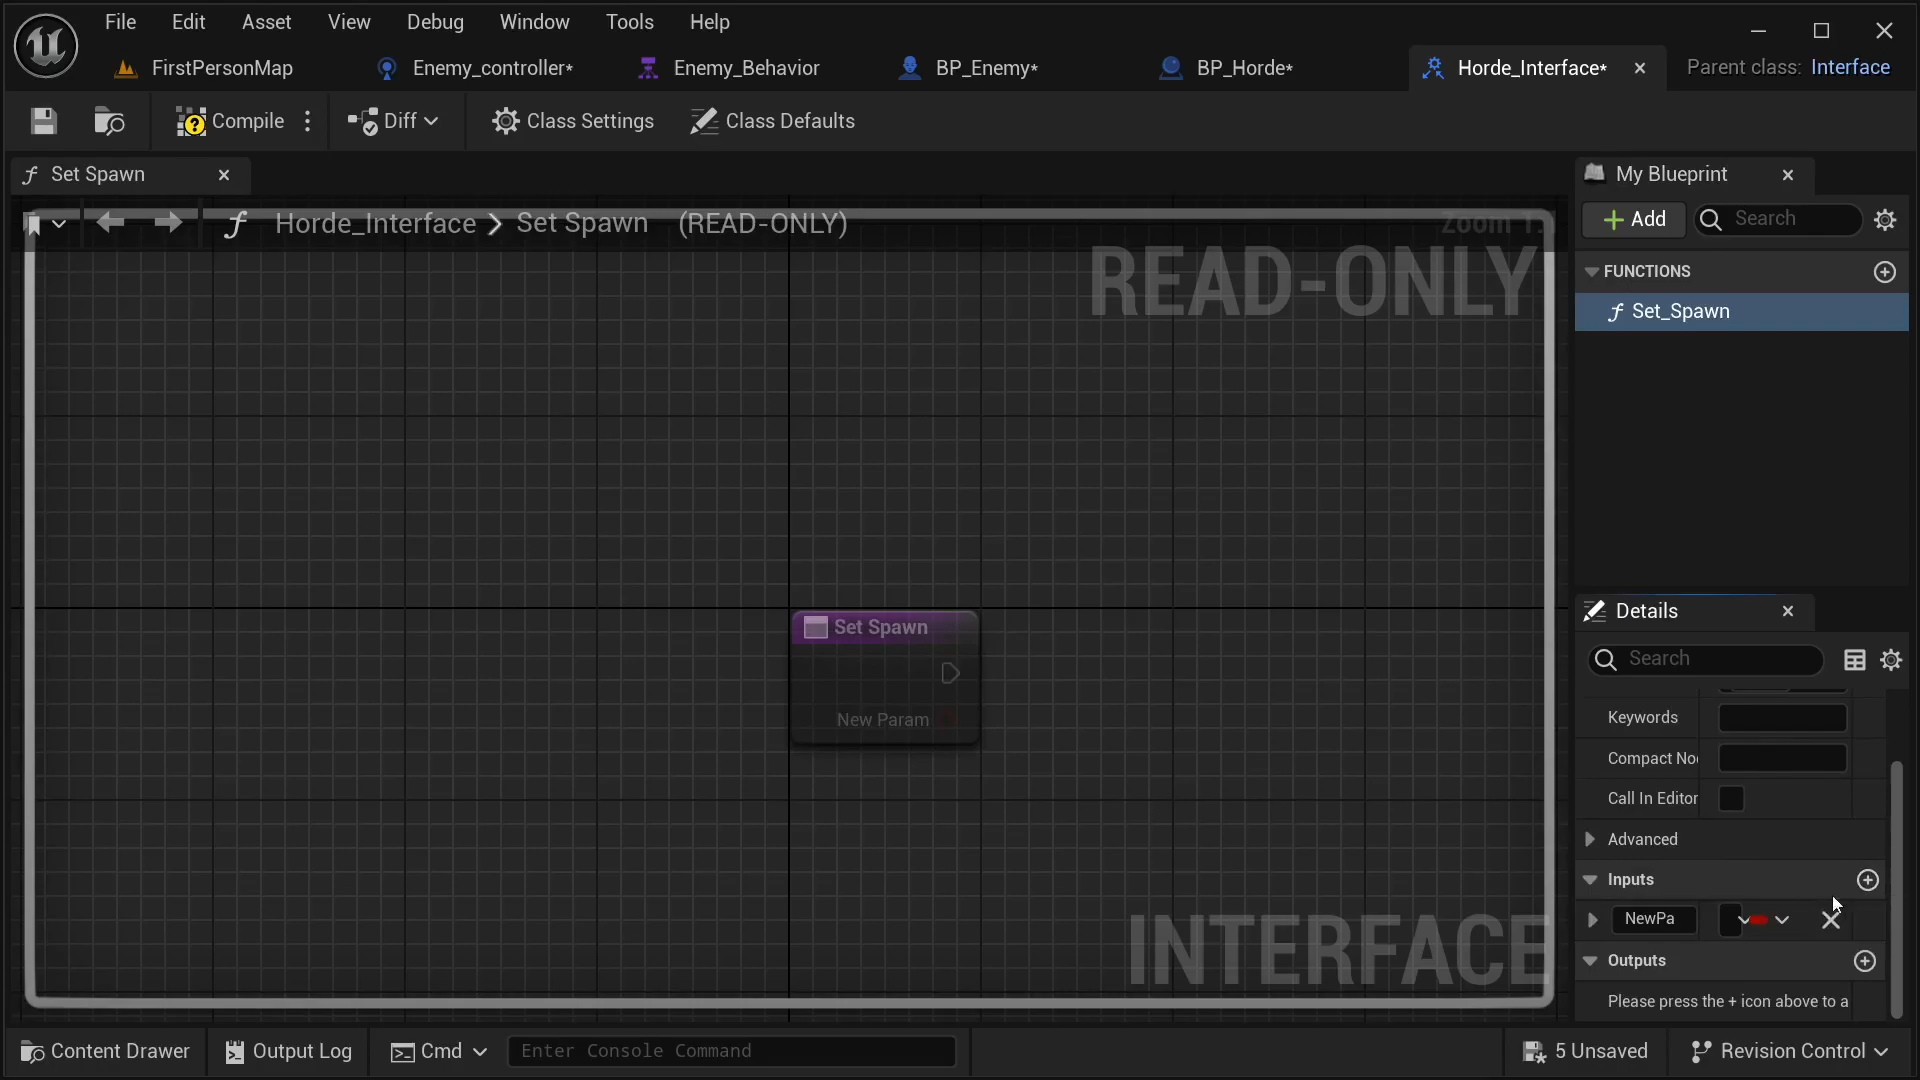 File Edit Asset View Debug Window Tools Help
FirstPersonMap Enemy_controller* Enemy_Behavior BP_Enemy* BP_Horde* Horde_Interface* Parent class: Interface
Compile Diff Class Settings Class Defaults
Set Spawn My Blueprint
Horde_Interface > Set Spawn (READ-ONLY)
Add Search
READ-ONLY
FUNCTIONS
Set_Spawn
Details
Set Spawn
Search
New Param
Keywords
Compact No
Call In Editor
Advanced
Inputs
NewPa
INTERFACE
Outputs
Please press the + icon above to a
Content Drawer Output Log Cmd Enter Console Command 5 Unsaved Revision Control